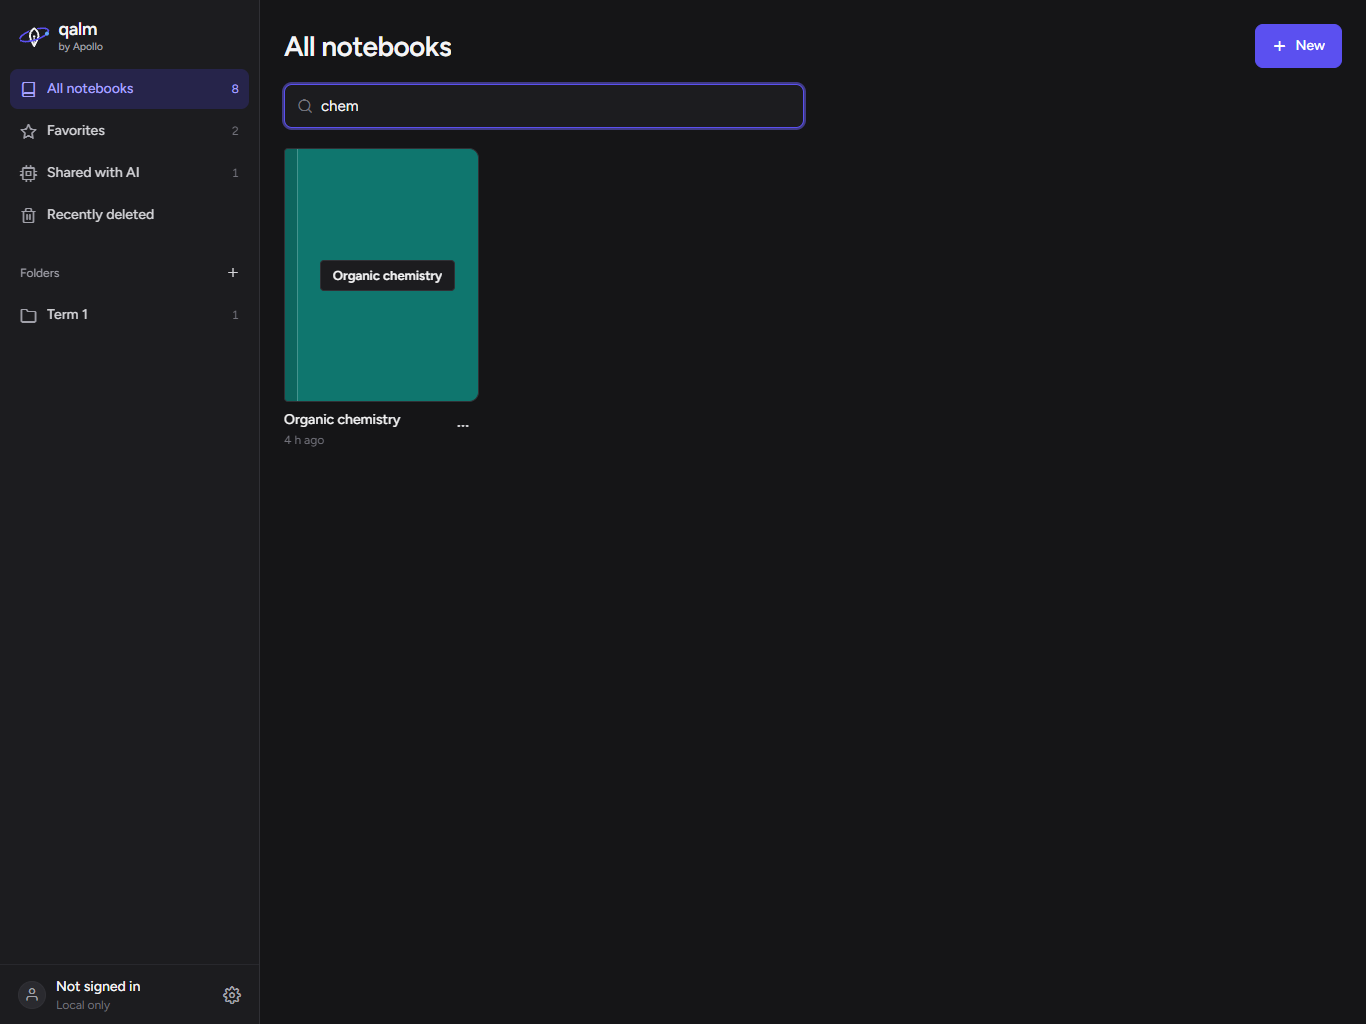 qalm
by Apollo
All notebooks 8
Favorites 2
Shared with AI 1
Recently deleted
Folders +
Term 1 1
Not signed in
Local only
All notebooks
+ New
chem
Organic chemistry
Organic chemistry
...
4 h ago